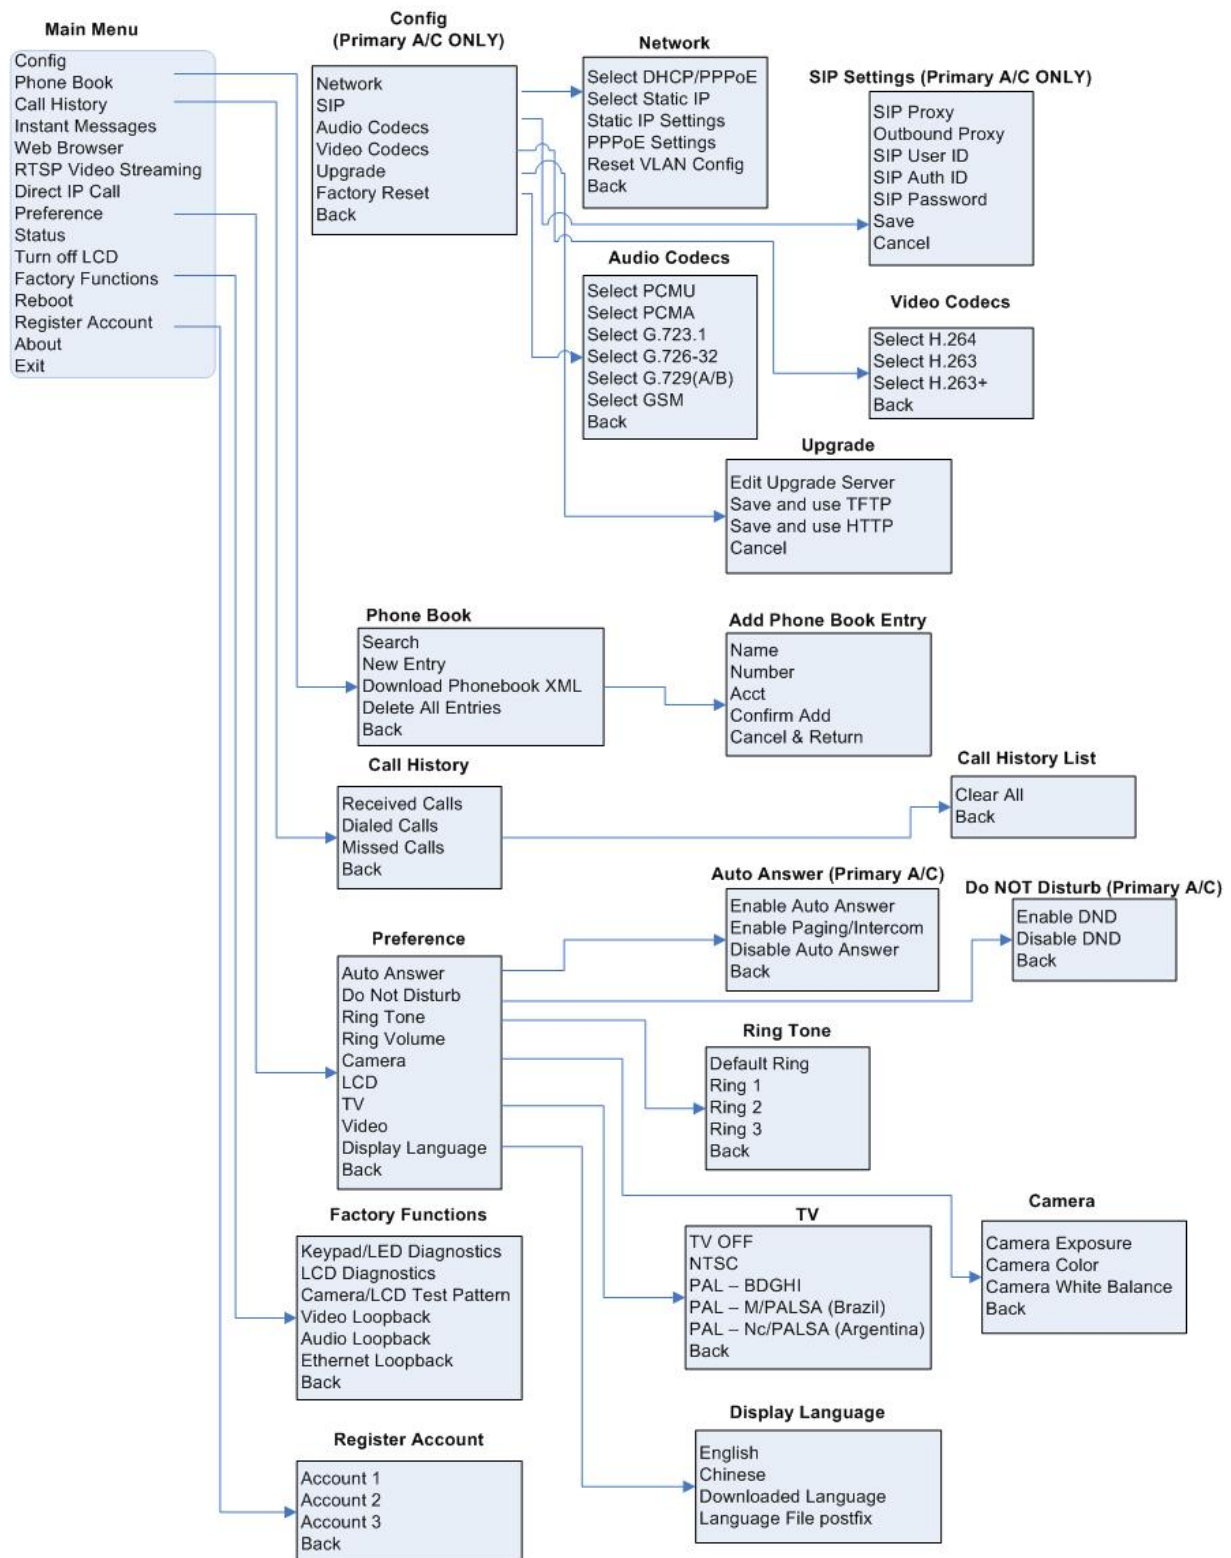 Main Menu
Config
Phone Book
Call History
Instant Messages
Web Browser
RTSP Video Streaming
Direct IP Call
Preference
Status
Turn off LCD
Factory Functions
Reboot
Register Account
About
Exit
Config
(Primary A/C ONLY)
Network
SIP
Audio Codecs
Video Codecs
Upgrade
Factory Reset
Back
Network
Select DHCP/PPPoE
Select Static IP
Static IP Settings
PPPoE Settings
Reset VLAN Config
Back
SIP Settings (Primary A/C ONLY)
SIP Proxy
Outbound Proxy
SIP User ID
SIP Auth ID
SIP Password
Save
Cancel
Audio Codecs
Select PCMU
Select PCMA
Select G.723.1
Select G.726-32
Select G.729(A/B)
Select GSM
Back
Video Codecs
Select H.264
Select H.263
Select H.263+
Back
Upgrade
Edit Upgrade Server
Save and use TFTP
Save and use HTTP
Cancel
Phone Book
Search
New Entry
Download Phonebook XML
Delete All Entries
Back
Add Phone Book Entry
Name
Number
Acct
Confirm Add
Cancel & Return
Call History
Received Calls
Dialed Calls
Missed Calls
Back
Call History List
Clear All
Back
Auto Answer (Primary A/C)
Enable Auto Answer
Enable Paging/Intercom
Disable Auto Answer
Back
Do NOT Disturb (Primary A/C)
Enable DND
Disable DND
Back
Preference
Auto Answer
Do Not Disturb
Ring Tone
Ring Volume
Camera
LCD
TV
Video
Display Language
Back
Ring Tone
Default Ring
Ring 1
Ring 2
Ring 3
Back
Factory Functions
Keypad/LED Diagnostics
LCD Diagnostics
Camera/LCD Test Pattern
Video Loopback
Audio Loopback
Ethernet Loopback
Back
TV
TV OFF
NTSC
PAL – BDGHI
PAL – M/PALSA (Brazil)
PAL – Nc/PALSA (Argentina)
Back
Camera
Camera Exposure
Camera Color
Camera White Balance
Back
Register Account
Account 1
Account 2
Account 3
Back
Display Language
English
Chinese
Downloaded Language
Language File postfix